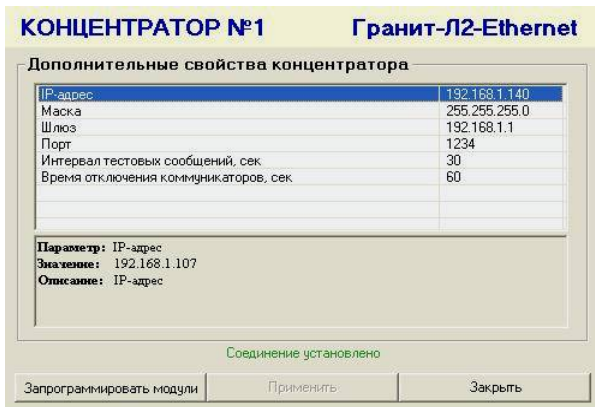 КОНЦЕНТРАТОР №1 Гранит-Л2-Ethernet
Дополнительные свойства концентратора
IP-адрес 192.168.1.140
Маска 255.255.255.0
Шлюз 192.168.1.1
Порт 1234
Интервал тестовых сообщений, сек 30
Время отключения коммуникаторов, сек 60
Параметр: IP-адрес
Значение: 192.168.1.107
Описание: IP-адрес
Соединение установлено
Запрограммировать модули Применить Закрыть